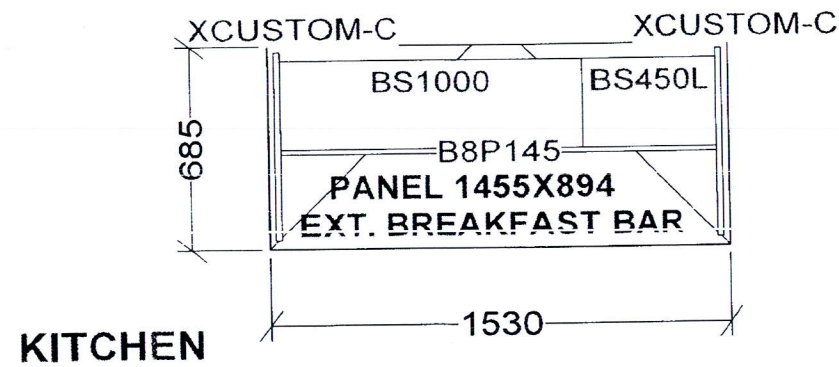 XCUSTOM-C XCUSTOM-C
BS1000 BS450L
685
B8P145
PANEL 1455X894
EXT. BREAKFAST BAR
1530
KITCHEN